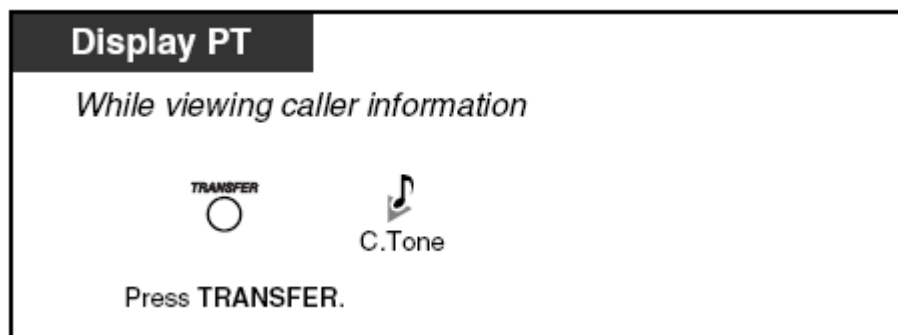 Display PT
While viewing caller information
TRANSFER
C.Tone
Press TRANSFER.